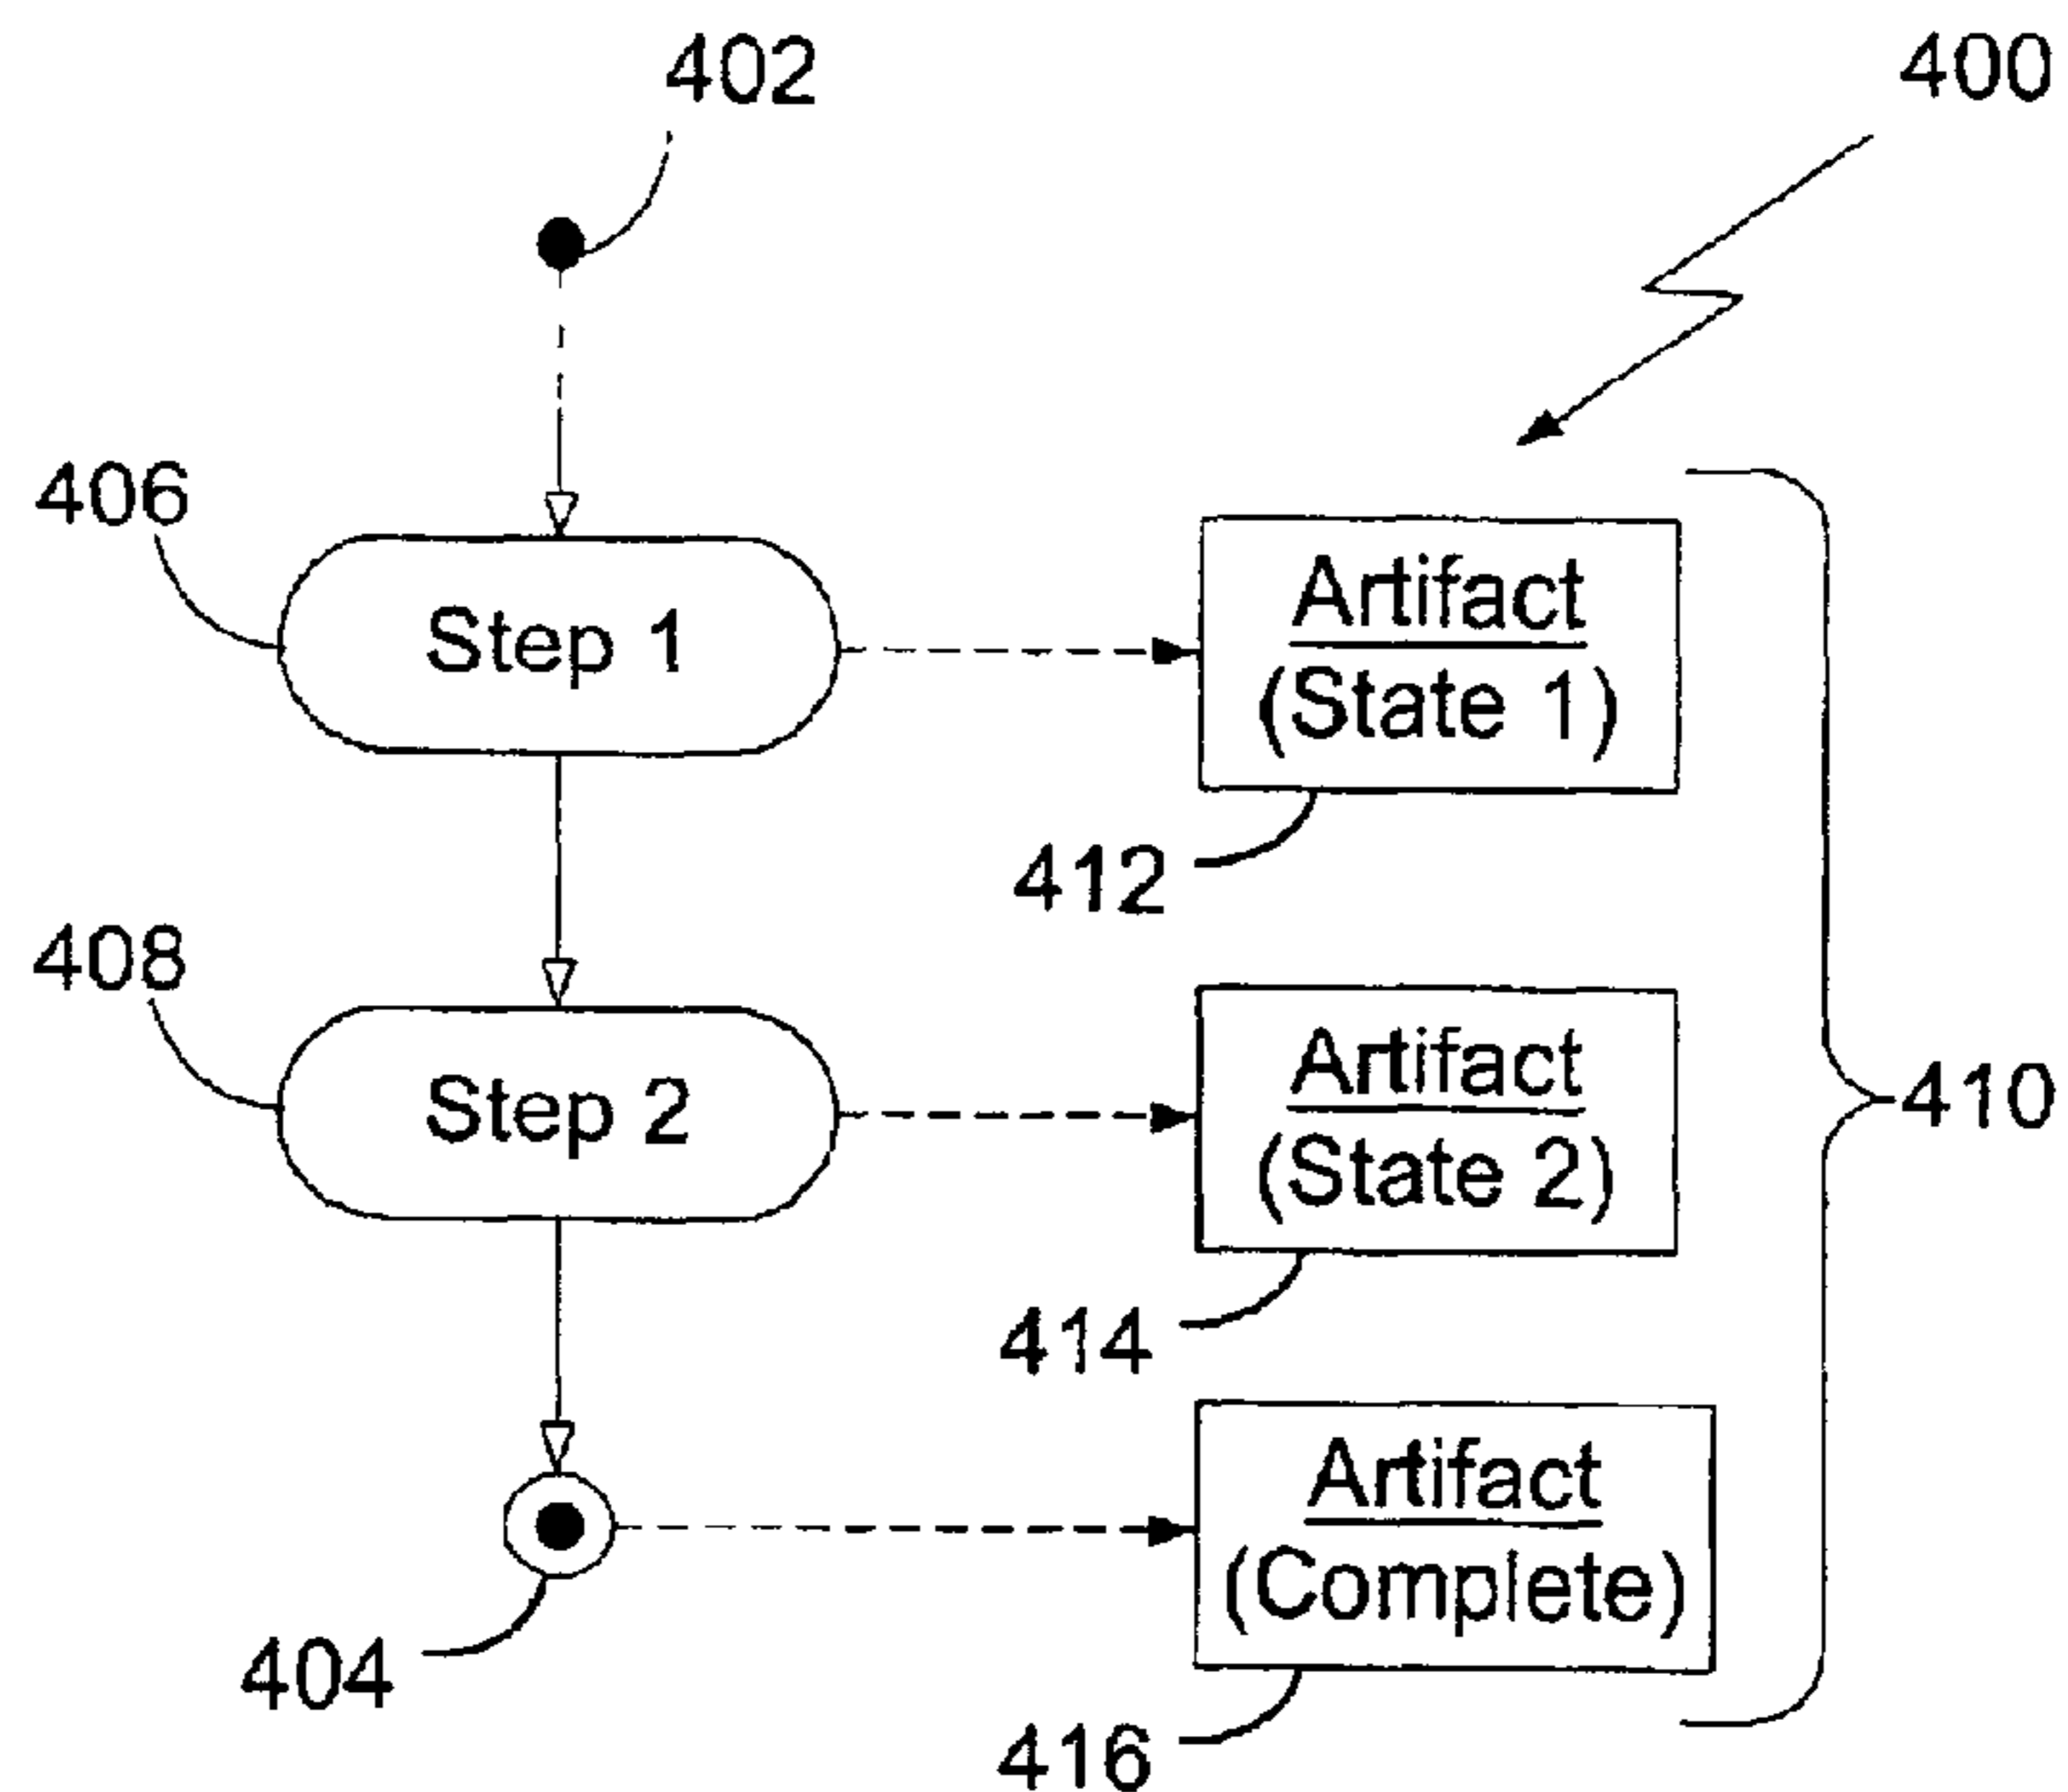 402
400
406
Step 1
Artifact
(State 1)
412
408
Step 2
Artifact
(State 2)
410
414
Artifact
(Complete)
404
416